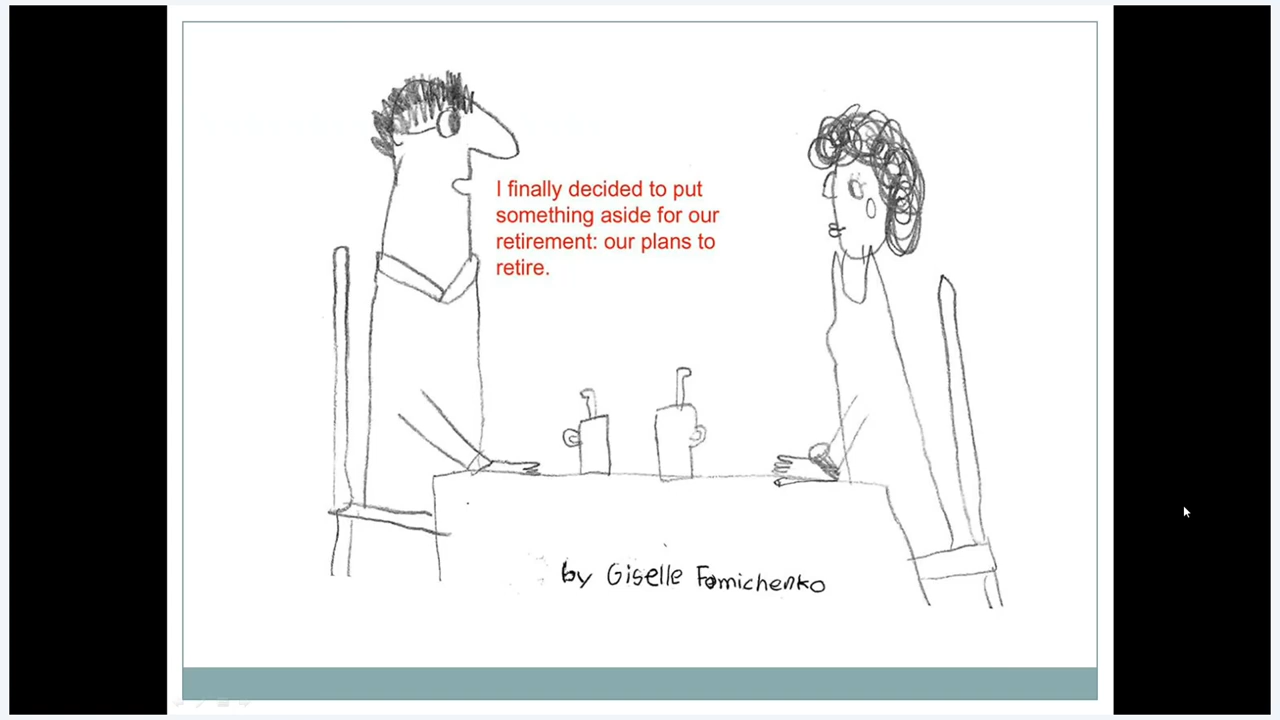 I finally decided to put
something aside for our
retirement: our plans to
retire.
by Giselle Fomichenko